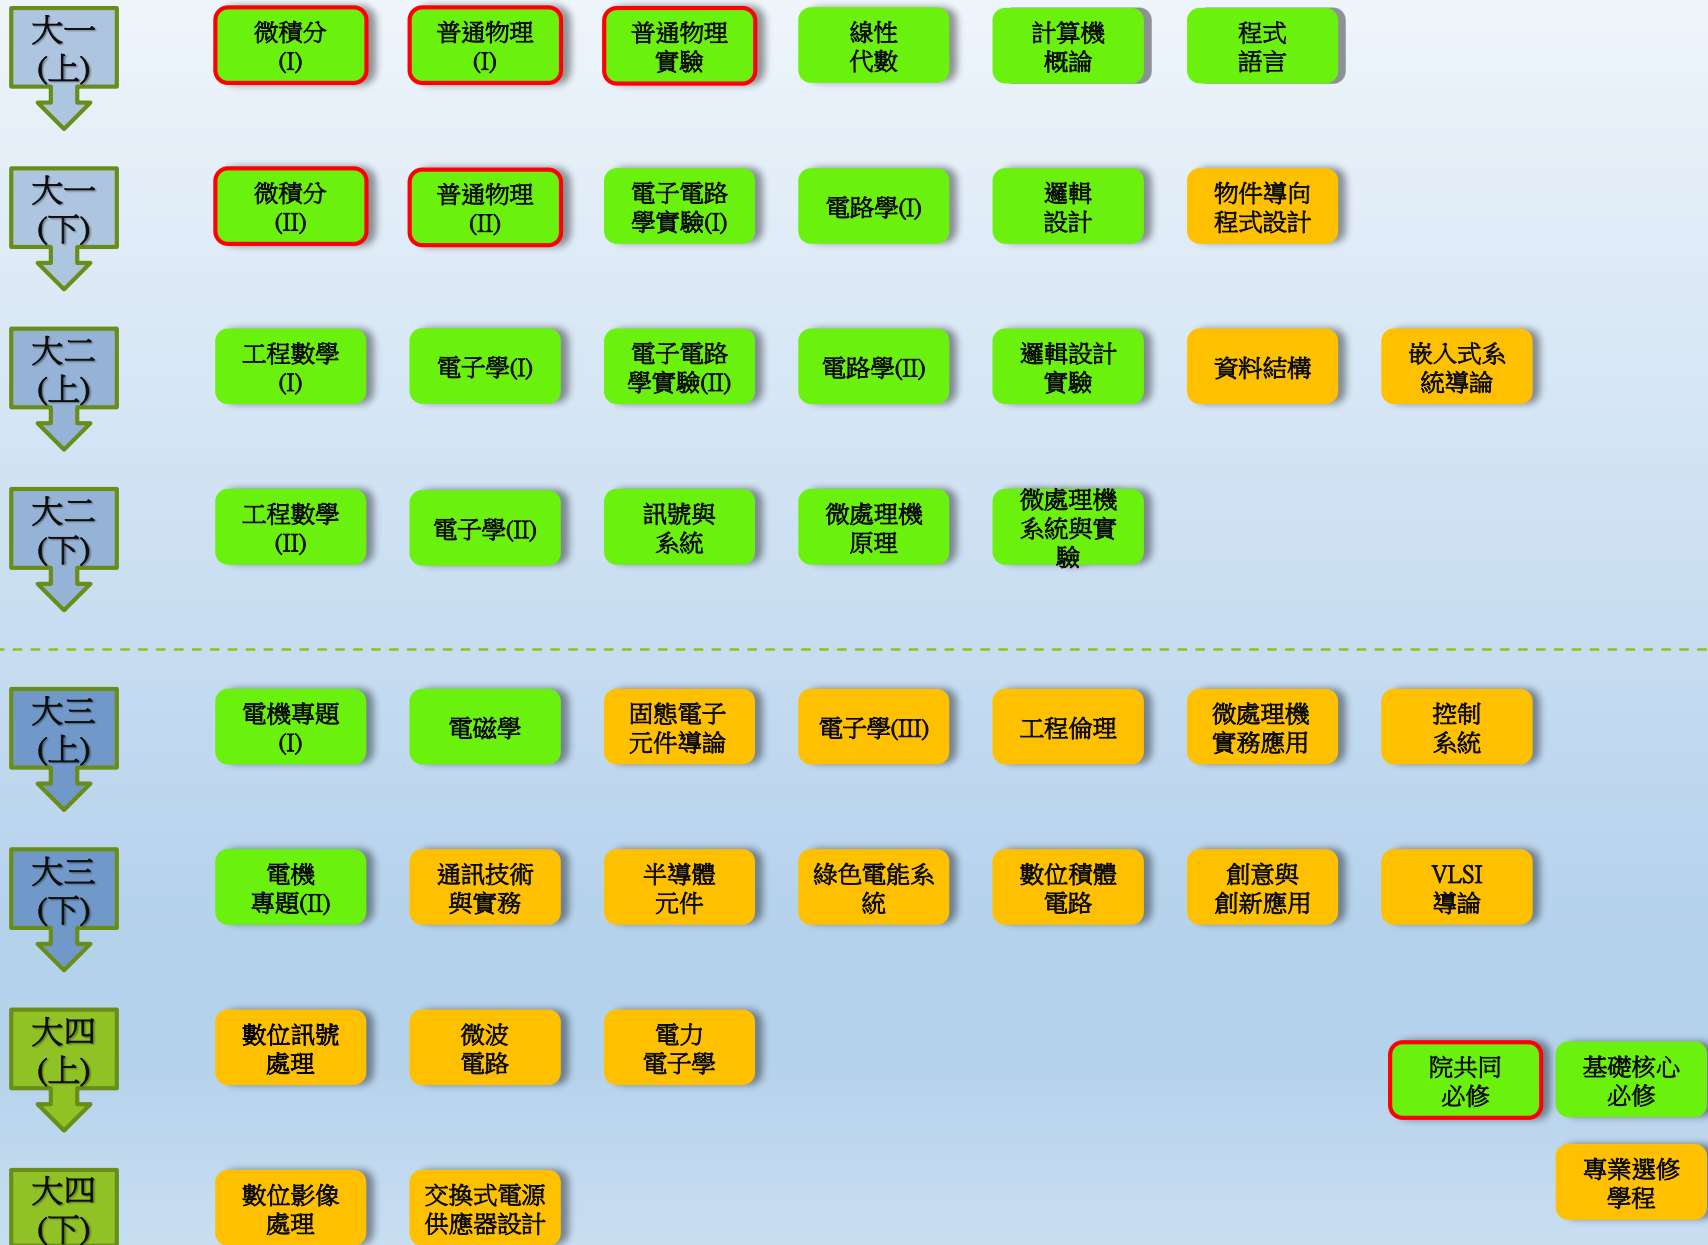 大一
(上)
微積分
(I)
普通物理
(I)
普通物理
實驗
線性
代數
計算機
概論
程式
語言
大一
(下)
微積分
(II)
普通物理
(II)
電子電路
學實驗(I)
電路學(I)
邏輯
設計
物件導向
程式設計
大二
(上)
工程數學
(I)
電子學(I)
電子電路
學實驗(II)
電路學(II)
邏輯設計
實驗
資料結構
嵌入式系
統導論
大二
(下)
工程數學
(II)
電子學(II)
訊號與
系統
微處理機
原理
微處理機
系統與實
驗
大三
(上)
電機專題
(I)
電磁學
固態電子
元件導論
電子學(III)
工程倫理
微處理機
實務應用
控制
系統
大三
(下)
電機
專題(II)
通訊技術
與實務
半導體
元件
綠色電能系
統
數位積體
電路
創意與
創新應用
VLSI
導論
大四
(上)
數位訊號
處理
微波
電路
電力
電子學
院共同
必修
基礎核心
必修
專業選修
學程
大四
(下)
數位影像
處理
交換式電源
供應器設計